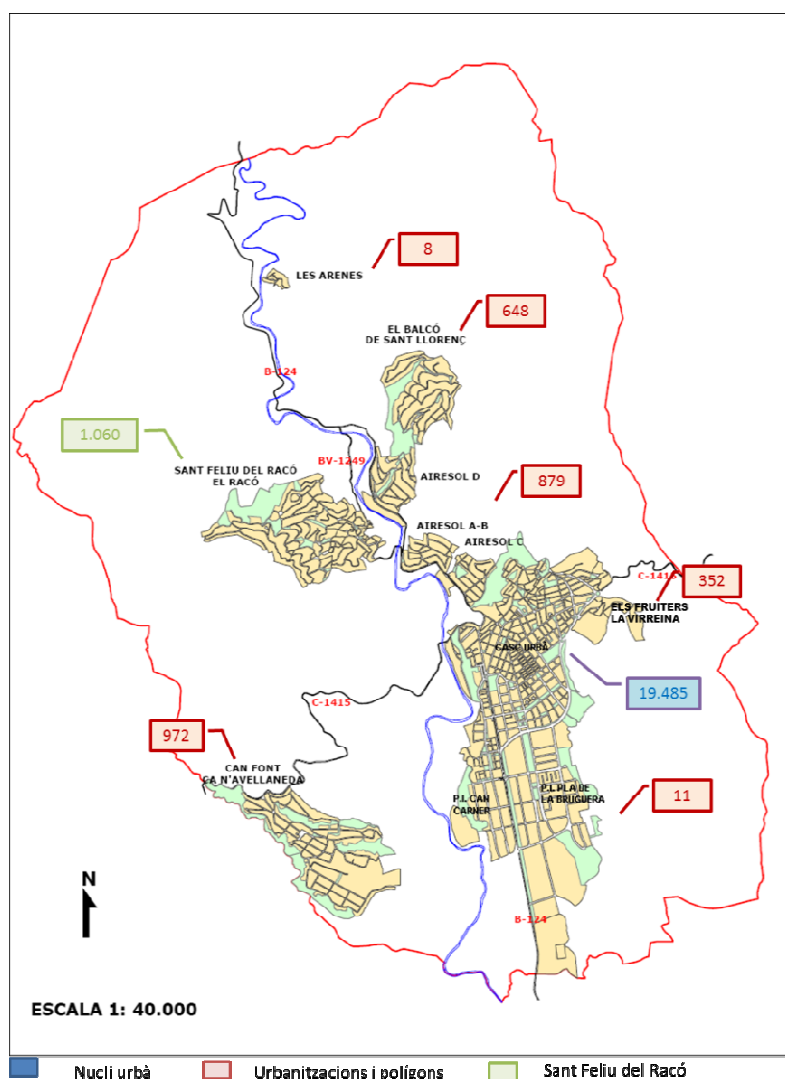 8
LES ARENES
648
EL BALCÓ
DE SANT LLORENÇ
B-124
1.060
SANT FELIU DEL RACÓ
EL RACÓ
BV-1249
AIRESOL D
879
AIRESOL A-B
AIRESOL C
C-1415
352
ELS FRUITERS
LA VIRREINA
CASC URBÀ
19.485
C-1415
972
CAN FONT
CA N'AVELLANEDA
P.I. CAN
CARNER
P.I. PLA DE
LA BRUGUERA
11
N
B-124
ESCALA 1: 40.000
Nucli urbà
Urbanitzacions i polígons
Sant Feliu del Racó